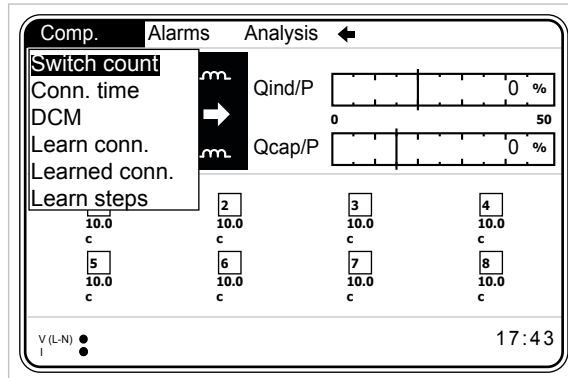 Comp. Alarms Analysis
Switch count
Conn. time
DCM
Learn conn.
Learned conn.
Learn steps
Qind/P 0 %
0 50
Qcap/P 0 %
2 3 4
10.0 10.0 10.0 10.0
c c c c
5 6 7 8
10.0 10.0 10.0 10.0
c c c c
V (L-N)
I
17:43